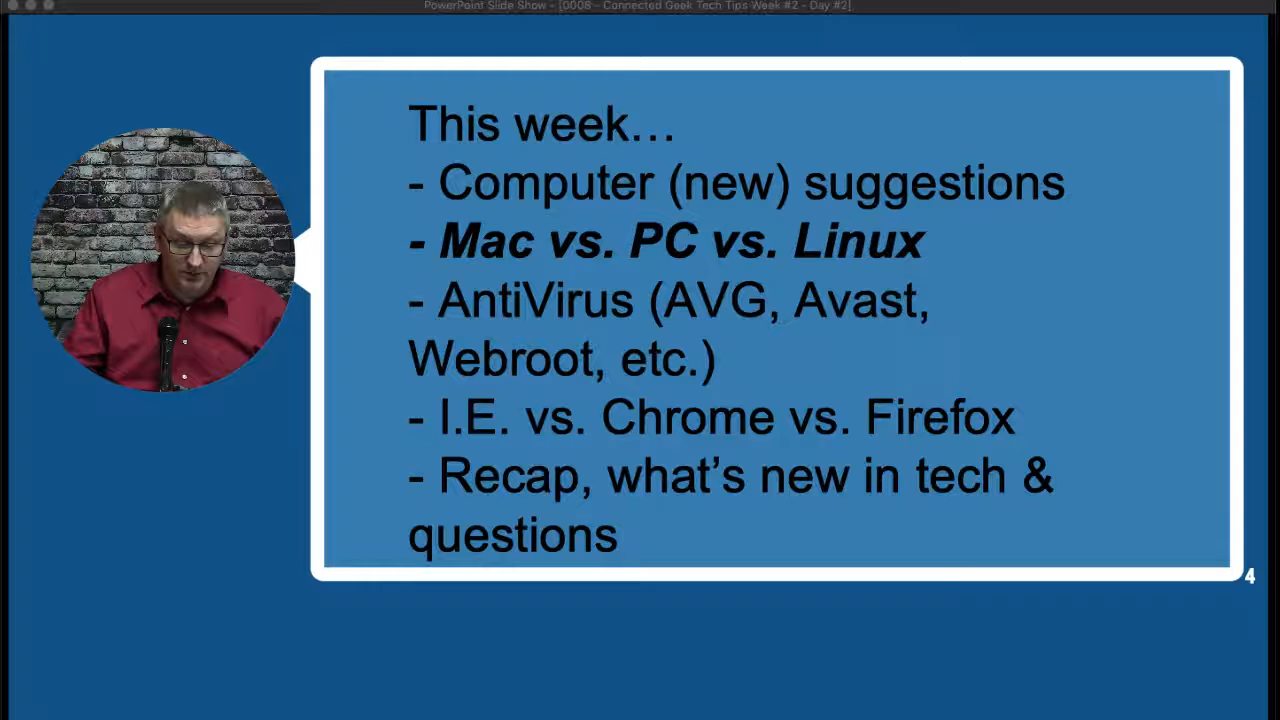 PowerPoint Slide Show - [0008 - Connected Geek Tech Tips Week #2 - Day #2]
This week…
- Computer (new) suggestions
- Mac vs. PC vs. Linux
- AntiVirus (AVG, Avast,
Webroot, etc.)
- I.E. vs. Chrome vs. Firefox
- Recap, what’s new in tech &
questions
4